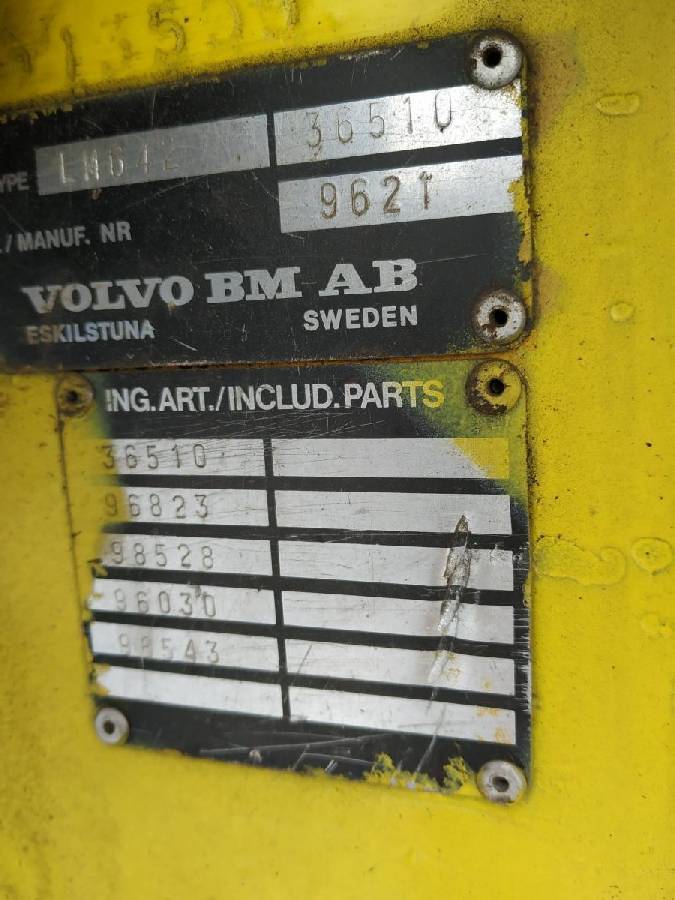 YPE LM642 36510
9621
./MANUF. NR
VOLVO BM AB
ESKILSTUNA SWEDEN
ING.ART./INCLUD.PARTS
36510
96823
98528
96030
98543